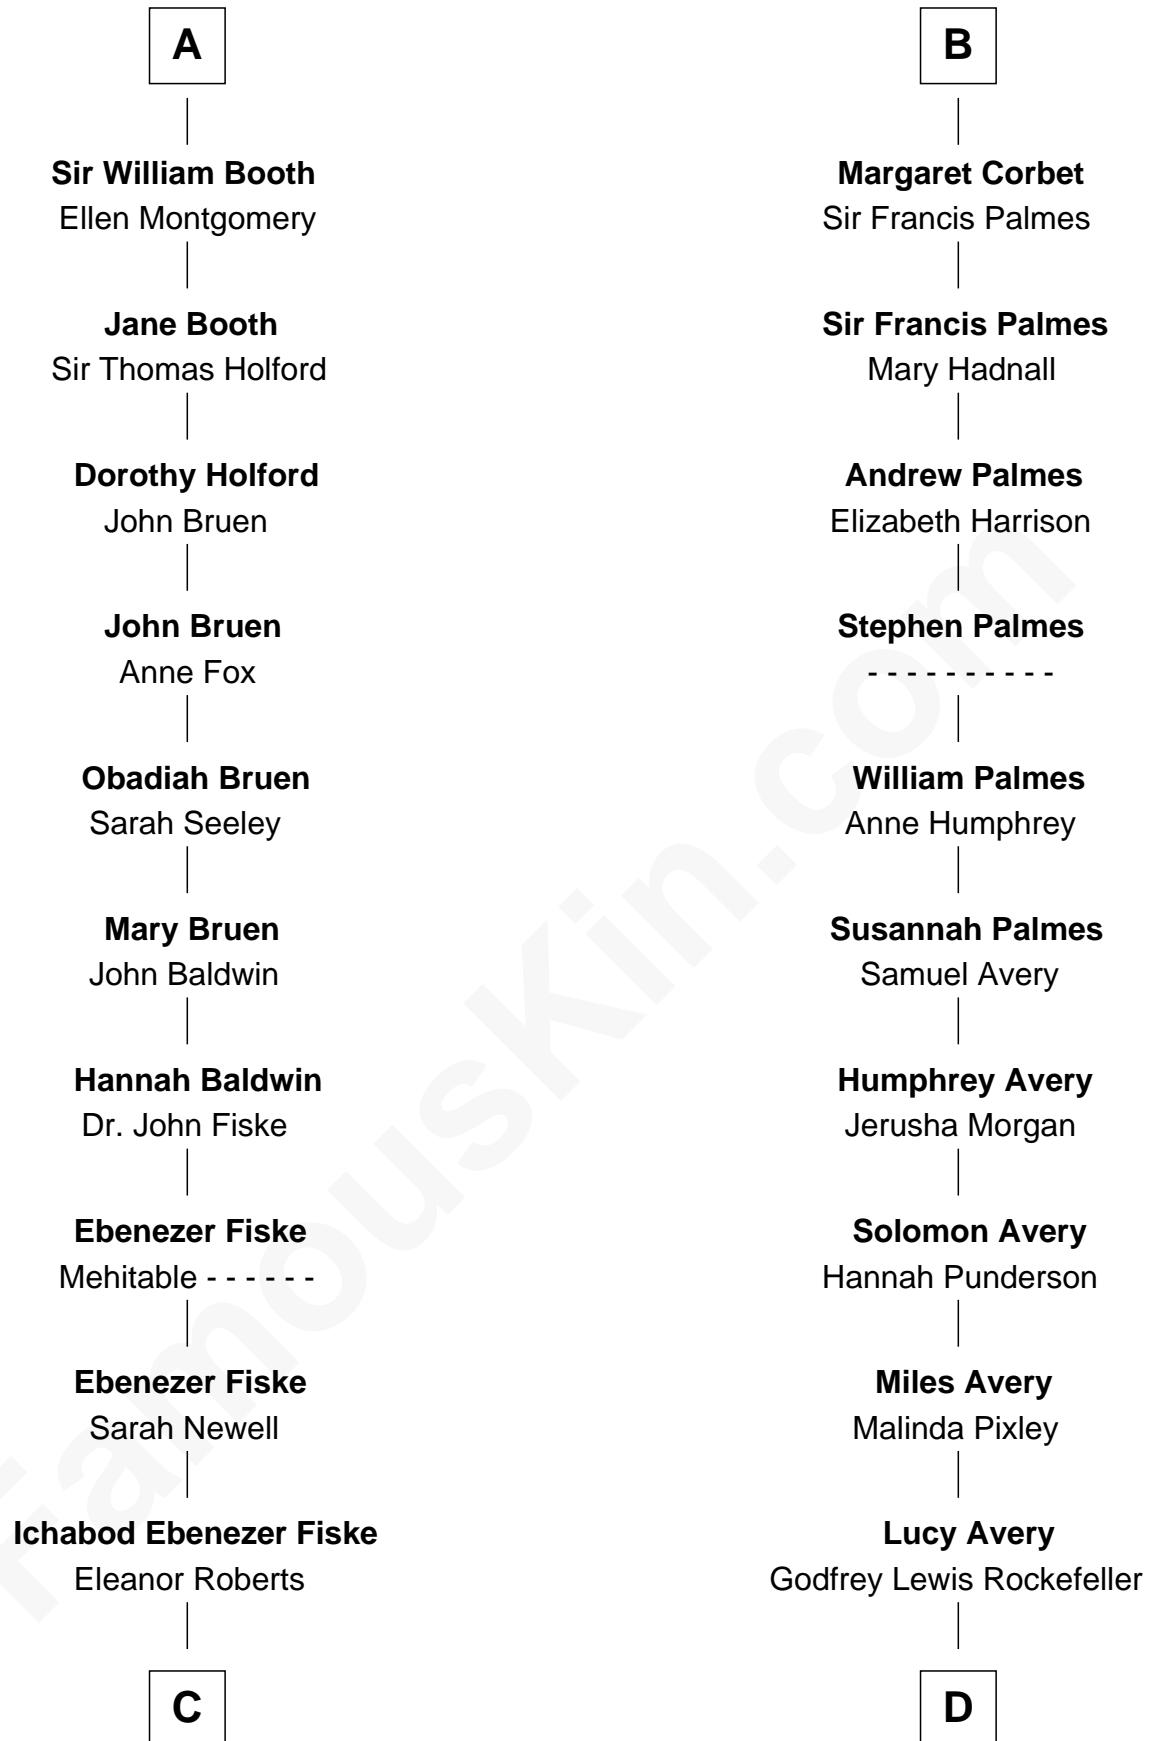 A
Sir William Booth
Ellen Montgomery
Jane Booth
Sir Thomas Holford
Dorothy Holford
John Bruen
John Bruen
Anne Fox
Obadiah Bruen
Sarah Seeley
Mary Bruen
John Baldwin
Hannah Baldwin
Dr. John Fiske
Ebenezer Fiske
Mehitable - - - - - -
Ebenezer Fiske
Sarah Newell
Ichabod Ebenezer Fiske
Eleanor Roberts
C
B
Margaret Corbet
Sir Francis Palmes
Sir Francis Palmes
Mary Hadnall
Andrew Palmes
Elizabeth Harrison
Stephen Palmes
- - - - - - - - - -
William Palmes
Anne Humphrey
Susannah Palmes
Samuel Avery
Humphrey Avery
Jerusha Morgan
Solomon Avery
Hannah Punderson
Miles Avery
Malinda Pixley
Lucy Avery
Godfrey Lewis Rockefeller
D
FamousKin.com